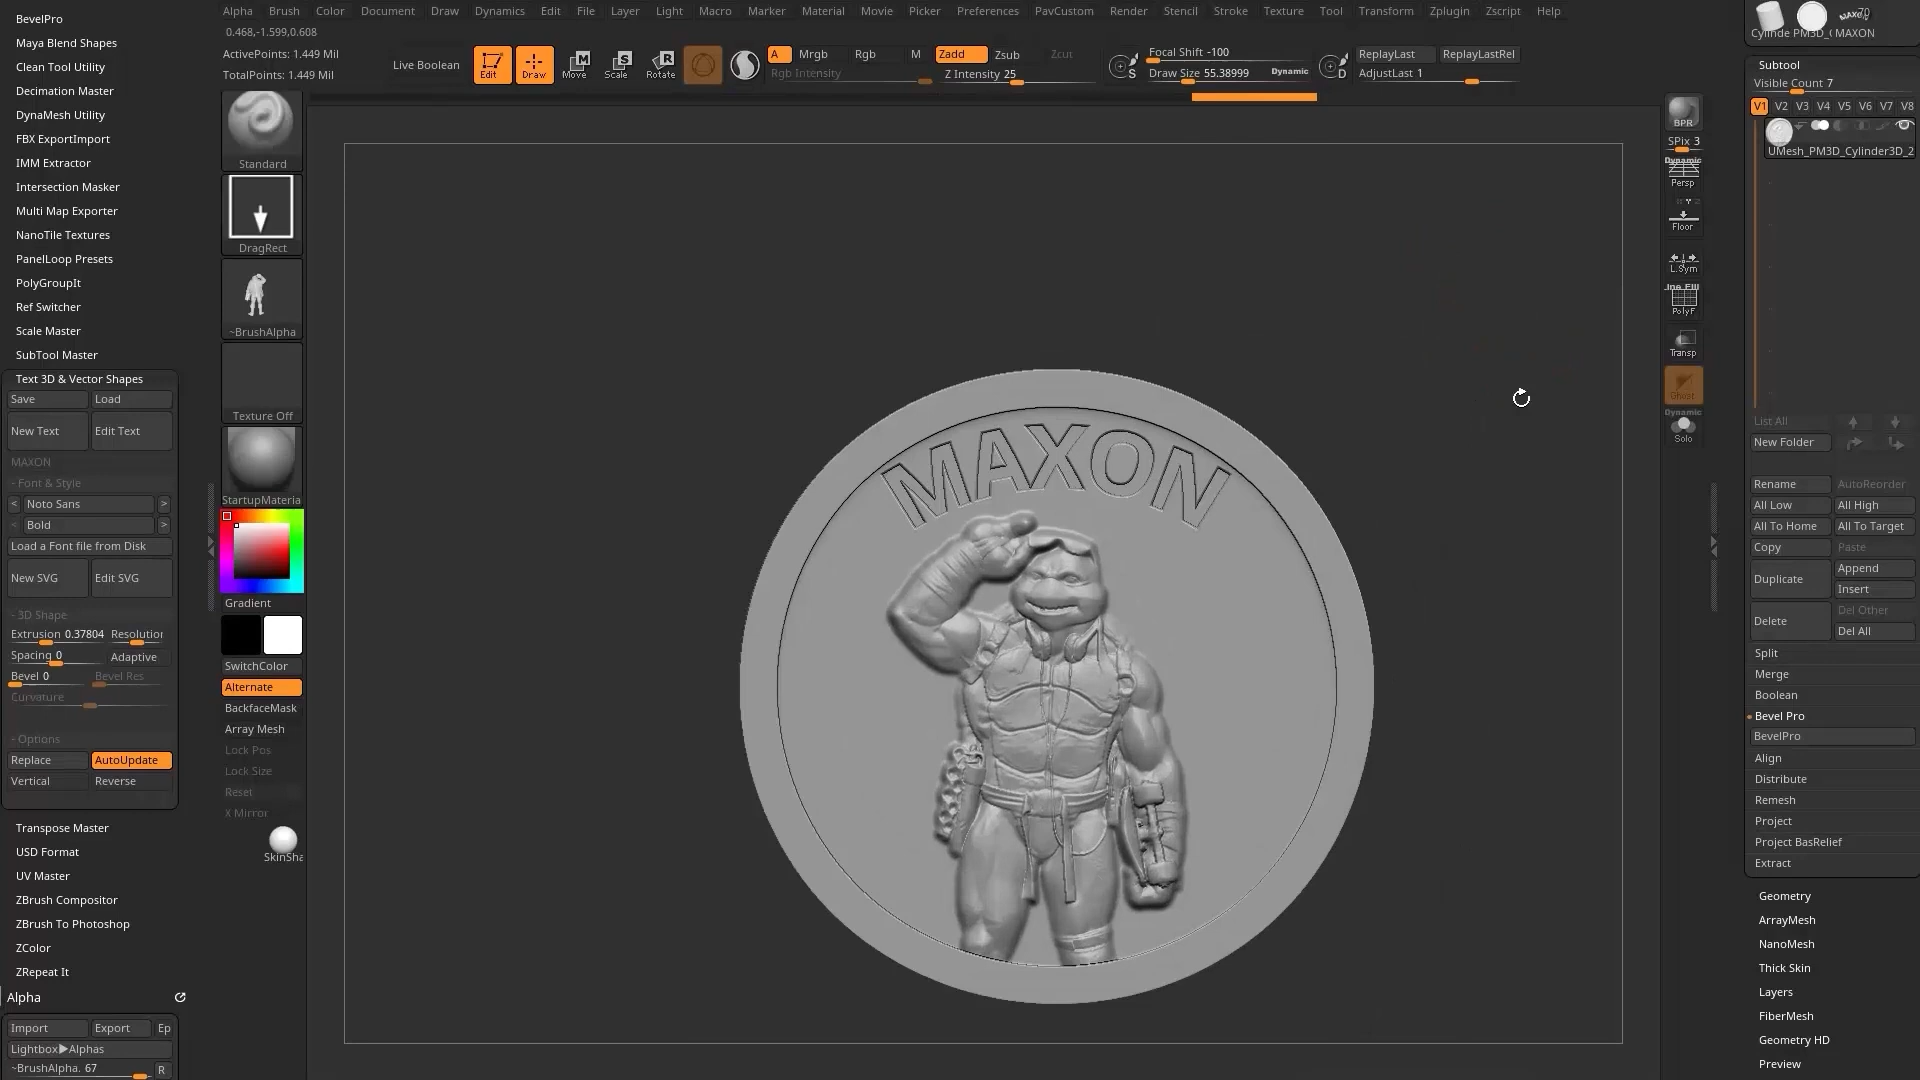 Alpha Brush Color Document Draw Dynamics Edit File Layer Light Macro Marker Material Movie Picker Preferences PavCustom Render Stencil Stroke Texture Tool Transform Zplugin Zscript Help
0.468,-1.599,0.608
ActivePoints: 1.449 Mil
TotalPoints: 1.449 Mil
Live Boolean
Edit
Draw
Move
Scale
Rotate
A
Mrgb
Rgb
M
Rgb Intensity
Zadd
Zsub
Zcut
Z Intensity 25
Focal Shift -100
Draw Size 55.38999
Dynamic
S
D
ReplayLast
ReplayLastRel
AdjustLast 1
BevelPro
Maya Blend Shapes
Clean Tool Utility
Decimation Master
DynaMesh Utility
FBX ExportImport
IMM Extractor
Intersection Masker
Multi Map Exporter
NanoTile Textures
PanelLoop Presets
PolyGroupIt
Ref Switcher
Scale Master
SubTool Master
Text 3D & Vector Shapes
Save Load
New Text Edit Text
MAXON
- Font & Style
< Noto Sans >
< Bold >
Load a Font file from Disk
New SVG Edit SVG
- 3D Shape
Extrusion 0.37804 Resolution
Spacing 0 Adaptive
Bevel 0 Bevel Res
Curvature
- Options
Replace AutoUpdate
Vertical Reverse
Transpose Master
USD Format
UV Master
ZBrush Compositor
ZBrush To Photoshop
ZColor
ZRepeat It
Alpha
Import Export Ep
Lightbox▶Alphas
~BrushAlpha. 67 R
Standard
DragRect
~BrushAlpha
Texture Off
StartupMateria
Gradient
SwitchColor
Alternate
BackfaceMask
Array Mesh
Lock Pos
Lock Size
Reset
X Mirror
SkinSha
MAXON
BPR
SPix 3
Dynamic
Persp
Floor
L.Sym
Line Fill
PolyF
Transp
Ghost
Dynamic
Solo
70
Cylinde PM3D_( MAXON
Subtool
Visible Count 7
V1 V2 V3 V4 V5 V6 V7 V8
UMesh_PM3D_Cylinder3D_2
List All
New Folder
Rename AutoReorder
All Low All High
All To Home All To Target
Copy Paste
Duplicate Append
Insert
Delete Del Other
Del All
Split
Merge
Boolean
Bevel Pro
BevelPro
Align
Distribute
Remesh
Project
Project BasRelief
Extract
Geometry
ArrayMesh
NanoMesh
Thick Skin
Layers
FiberMesh
Geometry HD
Preview